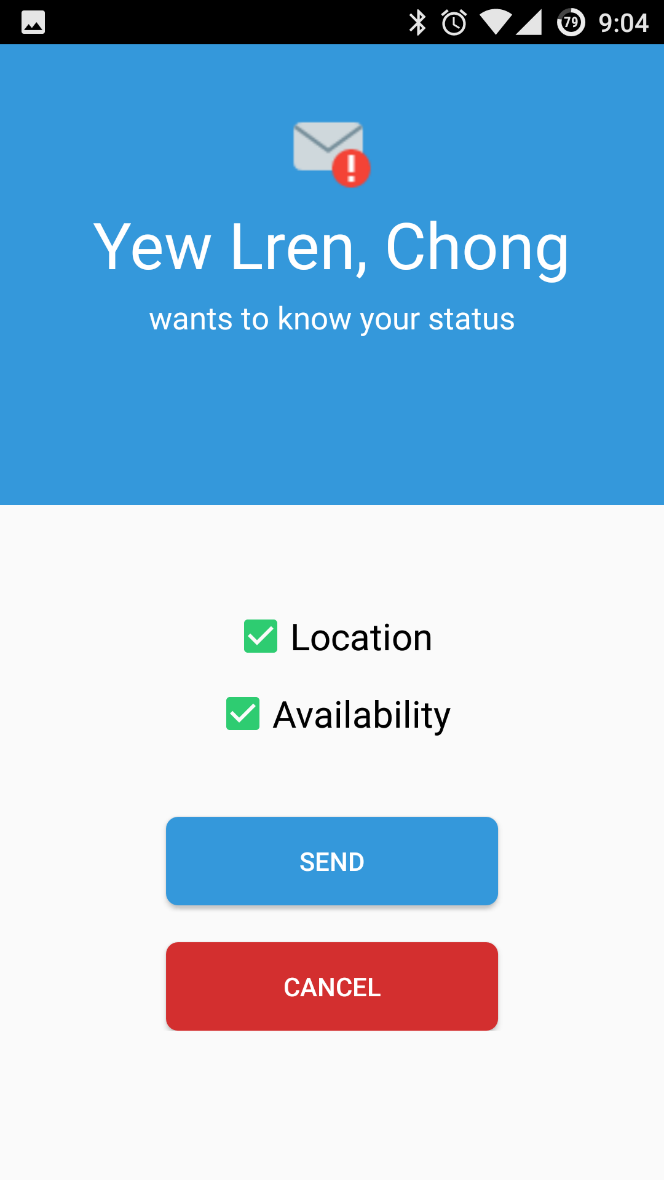 79 9:04
Yew Lren, Chong
wants to know your status
Location
Availability
SEND
CANCEL